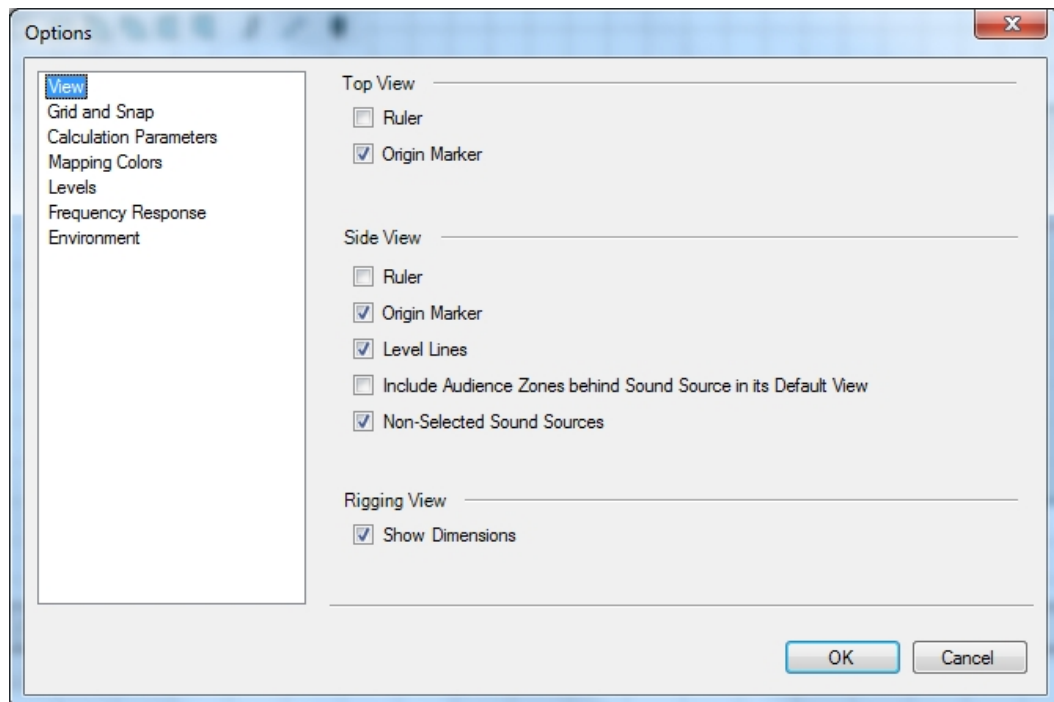 Options
View
Grid and Snap
Calculation Parameters
Mapping Colors
Levels
Frequency Response
Environment
Top View
Ruler
Origin Marker
Side View
Ruler
Origin Marker
Level Lines
Include Audience Zones behind Sound Source in its Default View
Non-Selected Sound Sources
Rigging View
Show Dimensions
OK
Cancel